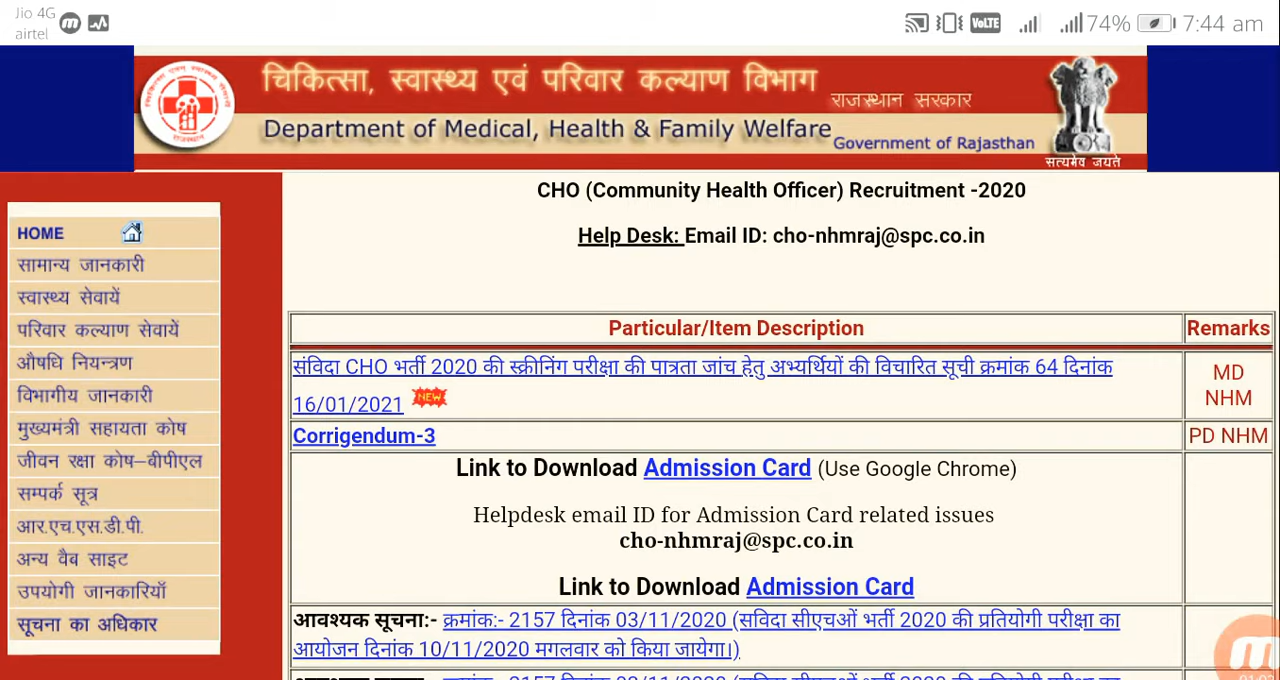 Jio 4G
airtel
VoLTE
74%
7:44 am
चिकित्सा, स्वास्थ्य एवं परिवार कल्याण विभाग
राजस्थान सरकार
Department of Medical, Health & Family Welfare
Government of Rajasthan
सत्यमेव जयते
CHO (Community Health Officer) Recruitment -2020
Help Desk: Email ID: cho-nhmraj@spc.co.in
HOME
सामान्य जानकारी
स्वास्थ्य सेवायें
परिवार कल्याण सेवायें
औषधि नियन्त्रण
विभागीय जानकारी
मुख्यमंत्री सहायता कोष
जीवन रक्षा कोष–बीपीएल
सम्पर्क सूत्र
आर.एच.एस.डी.पी.
अन्य वैब साइट
उपयोगी जानकारियाँ
सूचना का अधिकार
Particular/Item Description
Remarks
संविदा CHO भर्ती 2020 की स्क्रीनिंग परीक्षा की पात्रता जांच हेतु अभ्यर्थियों की विचारित सूची क्रमांक 64 दिनांक
16/01/2021 NEW
MD
NHM
Corrigendum-3
PD NHM
Link to Download Admission Card (Use Google Chrome)
Helpdesk email ID for Admission Card related issues
cho-nhmraj@spc.co.in
Link to Download Admission Card
आवश्यक सूचना:- क्रमांक:- 2157 दिनांक 03/11/2020 (सविदा सीएचओं भर्ती 2020 की प्रतियोगी परीक्षा का
आयोजन दिनांक 10/11/2020 मगलवार को किया जायेगा।)
01:02